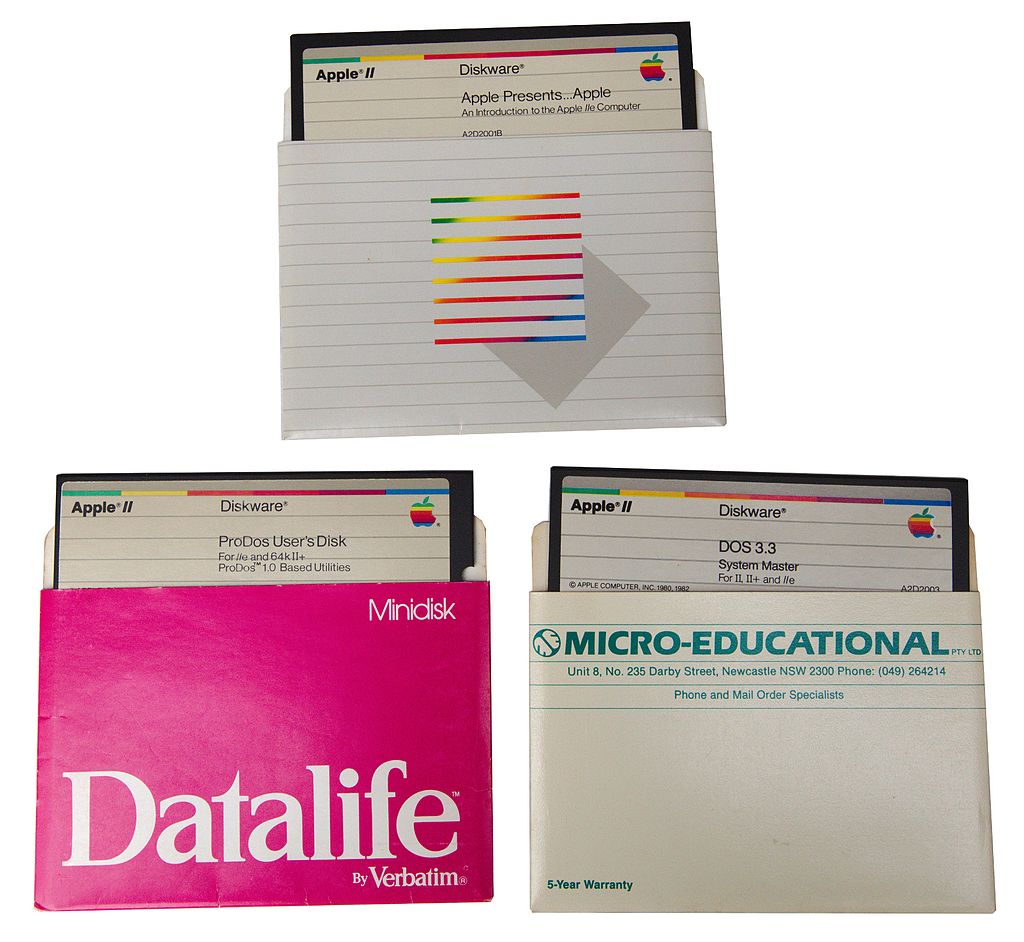 Apple® II
Diskware®
Apple Presents...Apple
An Introduction to the Apple IIe Computer
A2D2001B
Apple® II
Diskware®
ProDos User's Disk
For IIe and 64k II+
ProDos™ 1.0 Based Utilities
Minidisk
Datalife™
By Verbatim®
Apple® II
Diskware®
DOS 3.3
System Master
For II, II+ and IIe
© APPLE COMPUTER, INC. 1980, 1982
A2D2003
MICRO-EDUCATIONAL PTY LTD
Unit 8, No. 235 Darby Street, Newcastle NSW 2300 Phone: (049) 264214
Phone and Mail Order Specialists
5-Year Warranty